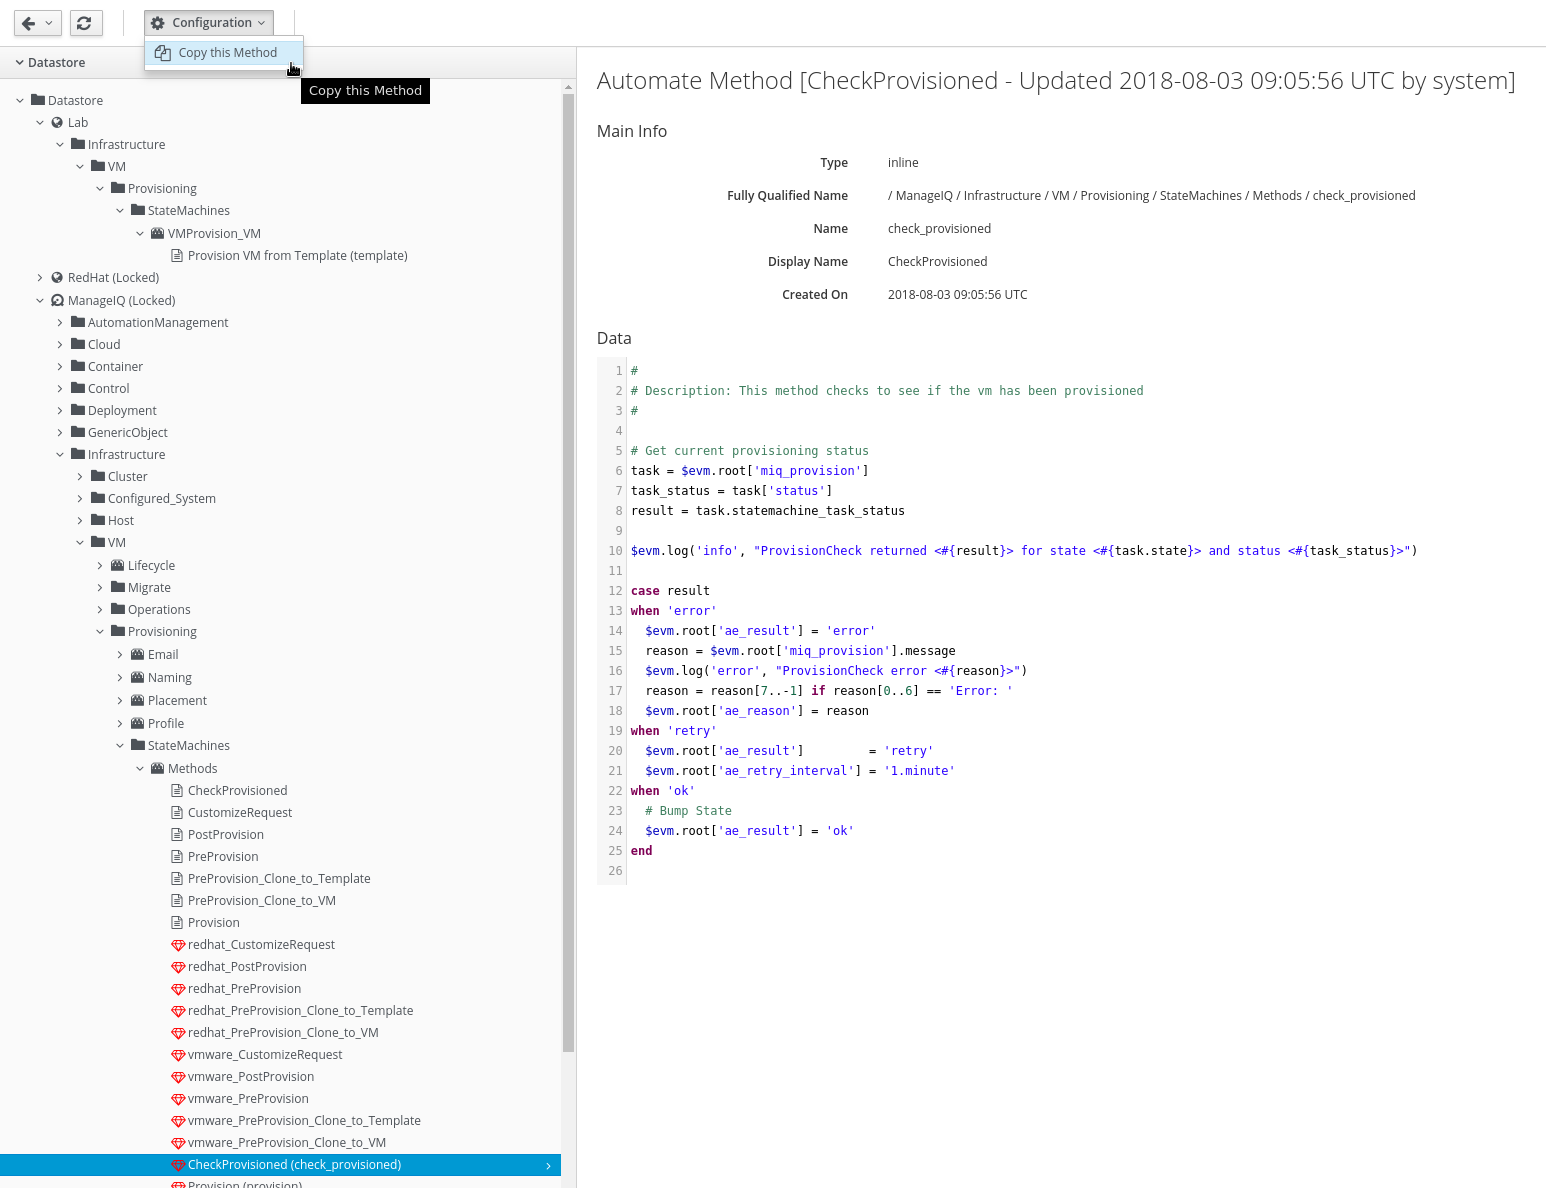 Configuration
Copy this Method
Copy this Method
Datastore
Datastore
Lab
Infrastructure
VM
Provisioning
StateMachines
VMProvision_VM
Provision VM from Template (template)
RedHat (Locked)
ManageIQ (Locked)
AutomationManagement
Cloud
Container
Control
Deployment
GenericObject
Infrastructure
Cluster
Configured_System
Host
VM
Lifecycle
Migrate
Operations
Provisioning
Email
Naming
Placement
Profile
StateMachines
Methods
CheckProvisioned
CustomizeRequest
PostProvision
PreProvision
PreProvision_Clone_to_Template
PreProvision_Clone_to_VM
Provision
redhat_CustomizeRequest
redhat_PostProvision
redhat_PreProvision
redhat_PreProvision_Clone_to_Template
redhat_PreProvision_Clone_to_VM
vmware_CustomizeRequest
vmware_PostProvision
vmware_PreProvision
vmware_PreProvision_Clone_to_Template
vmware_PreProvision_Clone_to_VM
CheckProvisioned (check_provisioned)
Provision (provision)
Automate Method [CheckProvisioned - Updated 2018-08-03 09:05:56 UTC by system]
Main Info
Type inline
Fully Qualified Name / ManageIQ / Infrastructure / VM / Provisioning / StateMachines / Methods / check_provisioned
Name check_provisioned
Display Name CheckProvisioned
Created On 2018-08-03 09:05:56 UTC
Data
1 #
2 # Description: This method checks to see if the vm has been provisioned
3 #
4
5 # Get current provisioning status
6 task = $evm.root['miq_provision']
7 task_status = task['status']
8 result = task.statemachine_task_status
9
10 $evm.log('info', "ProvisionCheck returned <#{result}> for state <#{task.state}> and status <#{task_status}>")
11
12 case result
13 when 'error'
14   $evm.root['ae_result'] = 'error'
15   reason = $evm.root['miq_provision'].message
16   $evm.log('error', "ProvisionCheck error <#{reason}>")
17   reason = reason[7..-1] if reason[0..6] == 'Error: '
18   $evm.root['ae_reason'] = reason
19 when 'retry'
20   $evm.root['ae_result']         = 'retry'
21   $evm.root['ae_retry_interval'] = '1.minute'
22 when 'ok'
23   # Bump State
24   $evm.root['ae_result'] = 'ok'
25 end
26